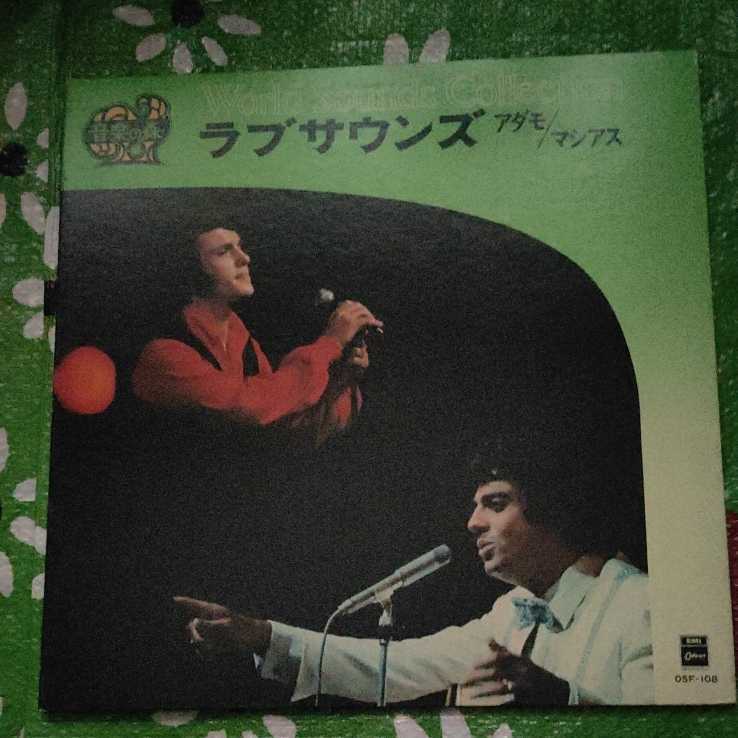 World Sounds Collection
音楽の森
ラブサウンズ アダモ/マシアス
EMI
Odeon
OSF-108